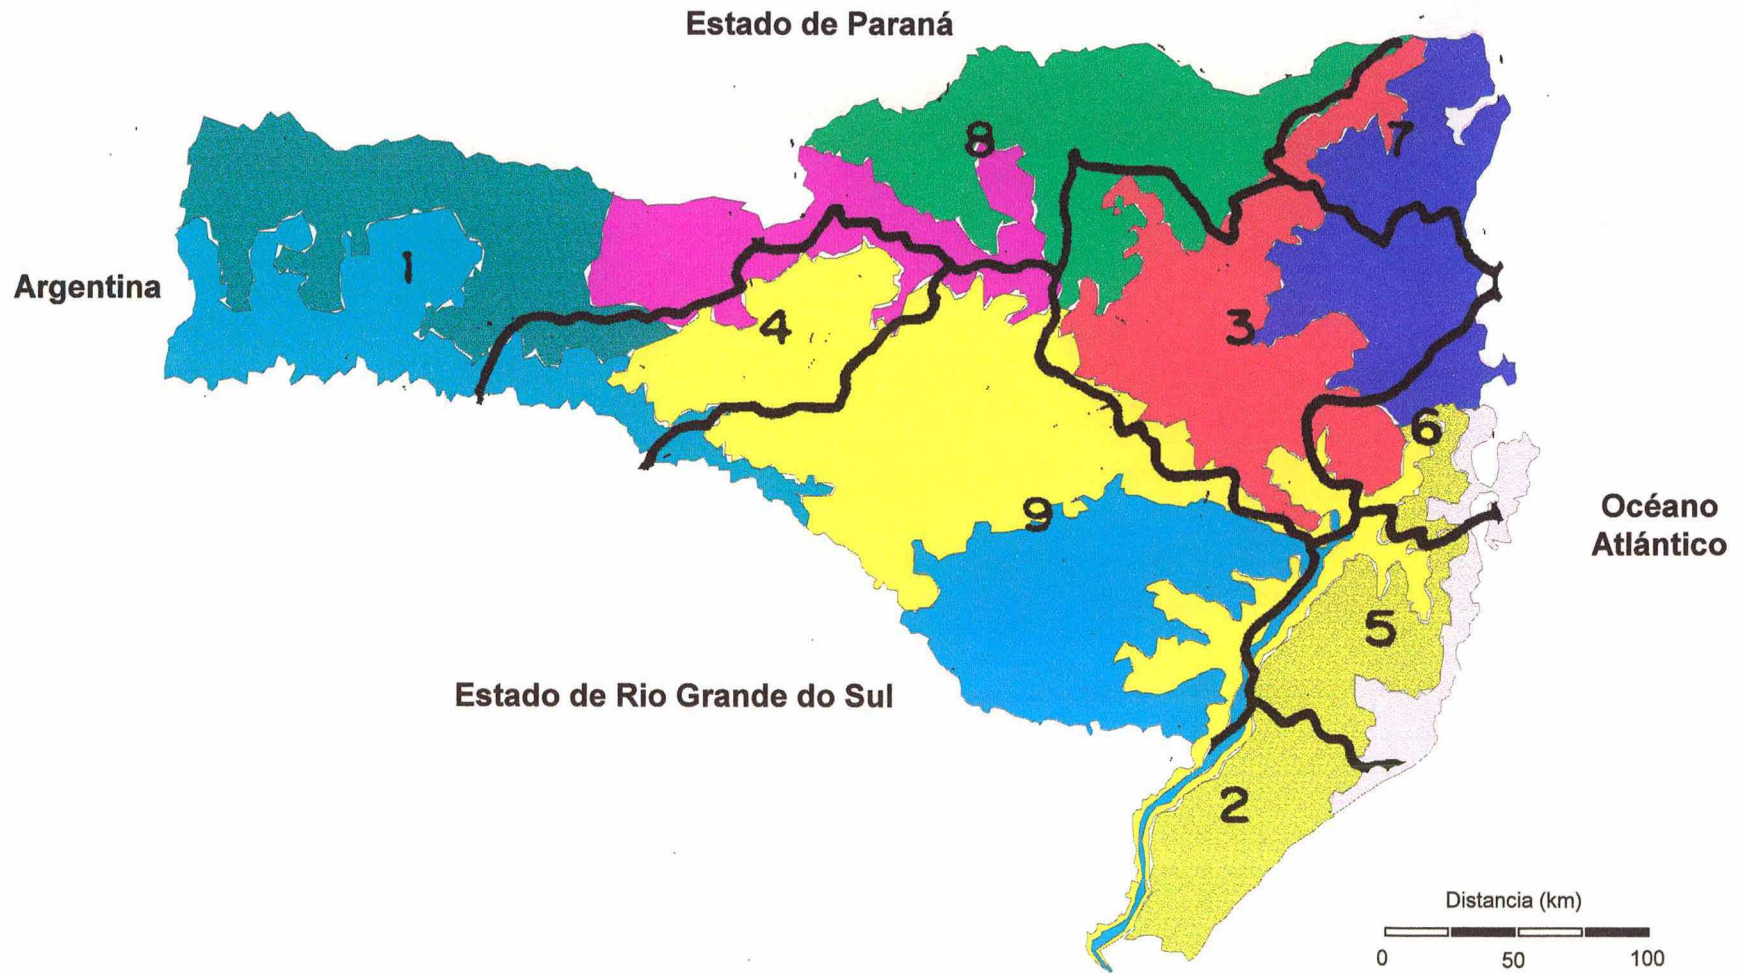 Estado de Paraná
8
7
1
Argentina
4
3
6
9
Océano
Atlántico
5
Estado de Rio Grande do Sul
2
Distancia (km)
0 50 100